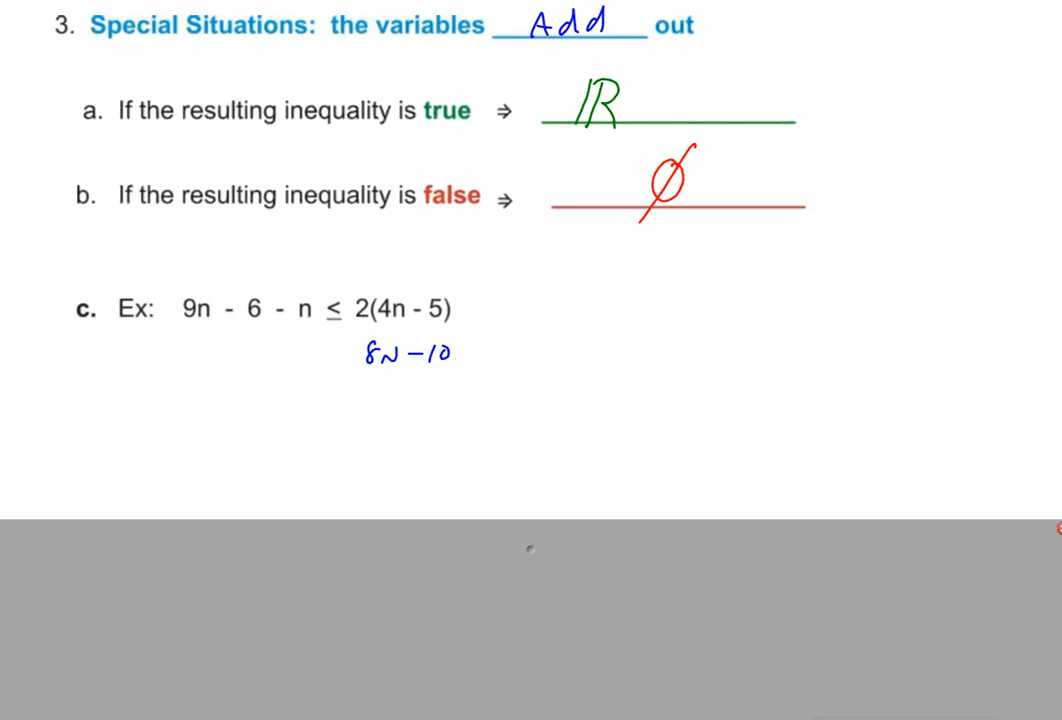 3. Special Situations: the variables Add out
a. If the resulting inequality is true ⇒ ℝ
b. If the resulting inequality is false ⇒ ∅
c. Ex: 9n - 6 - n ≤ 2(4n - 5)
8N - 10